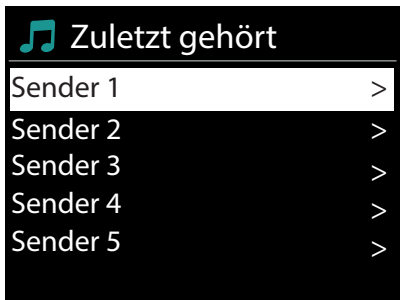 Zuletzt gehört
Sender 1 >
Sender 2 >
Sender 3 >
Sender 4 >
Sender 5 >